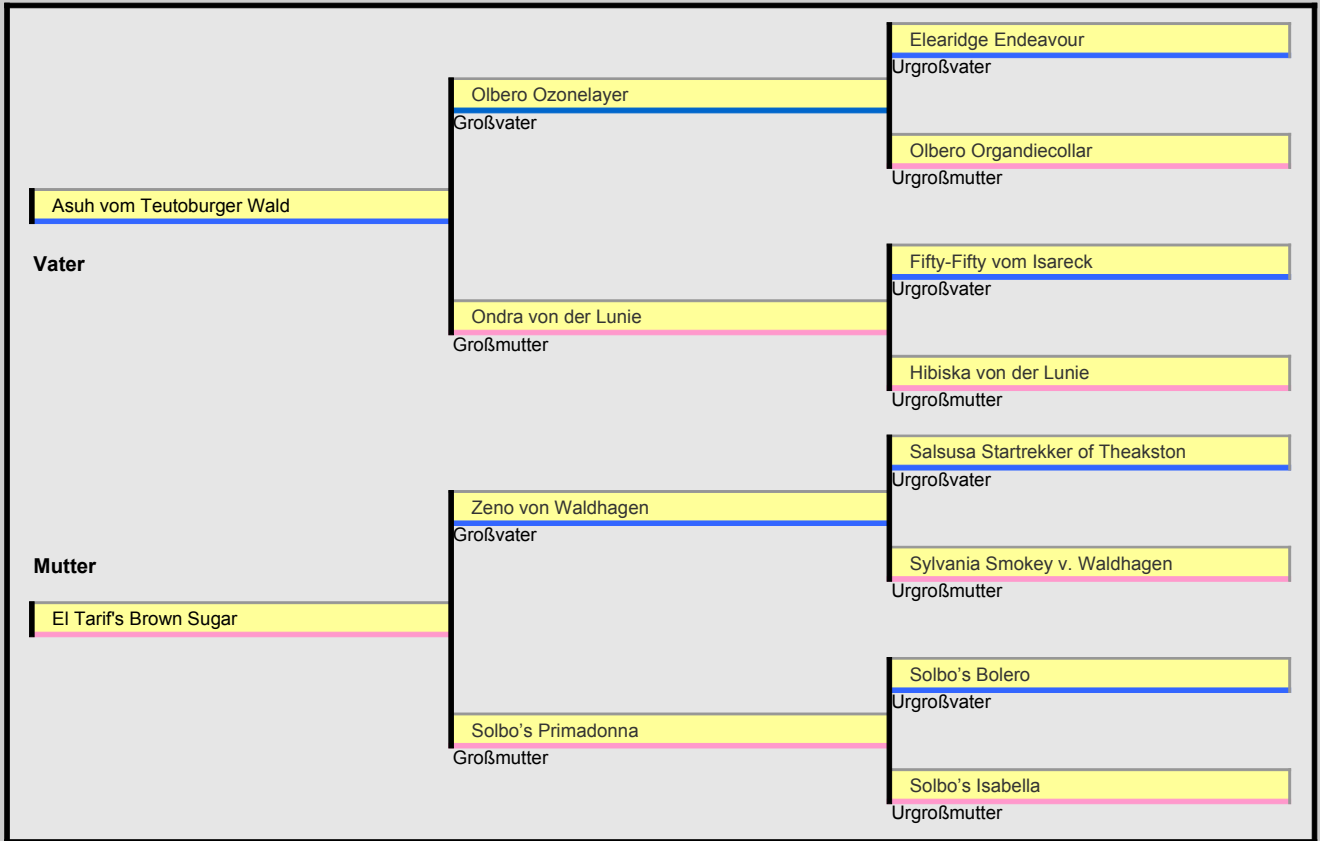 Elearidge Endeavour
Urgroßvater
Olbero Ozonelayer
Großvater
Olbero Organdiecollar
Urgroßmutter
Asuh vom Teutoburger Wald
Vater
Fifty-Fifty vom Isareck
Urgroßvater
Ondra von der Lunie
Großmutter
Hibiska von der Lunie
Urgroßmutter
Salsusa Startrekker of Theakston
Urgroßvater
Zeno von Waldhagen
Großvater
Mutter
Sylvania Smokey v. Waldhagen
Urgroßmutter
El Tarif's Brown Sugar
Solbo’s Bolero
Urgroßvater
Solbo’s Primadonna
Großmutter
Solbo’s Isabella
Urgroßmutter